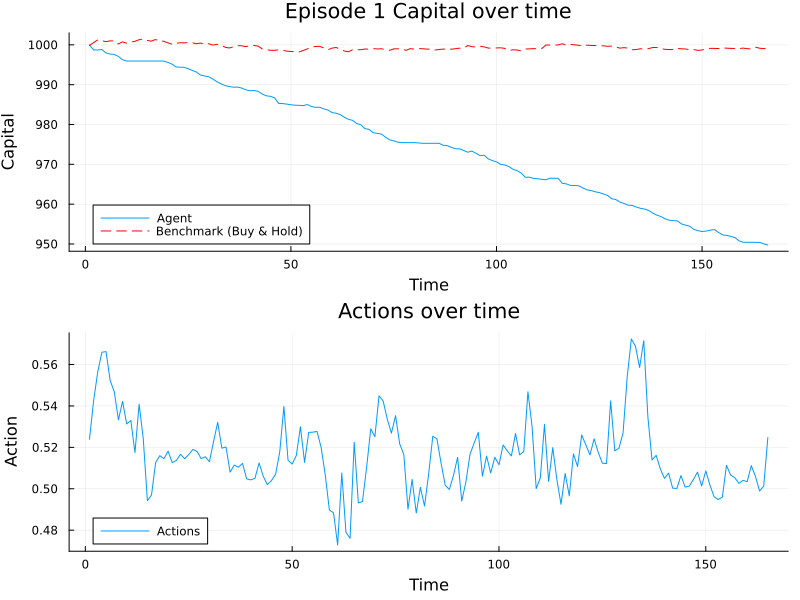 Episode 1 Capital over time
Capital
1000
990
980
970
960
950
Agent
Benchmark (Buy & Hold)
0 50 100 150
Time
Actions over time
Action
0.56
0.54
0.52
0.50
0.48
Actions
0 50 100 150
Time